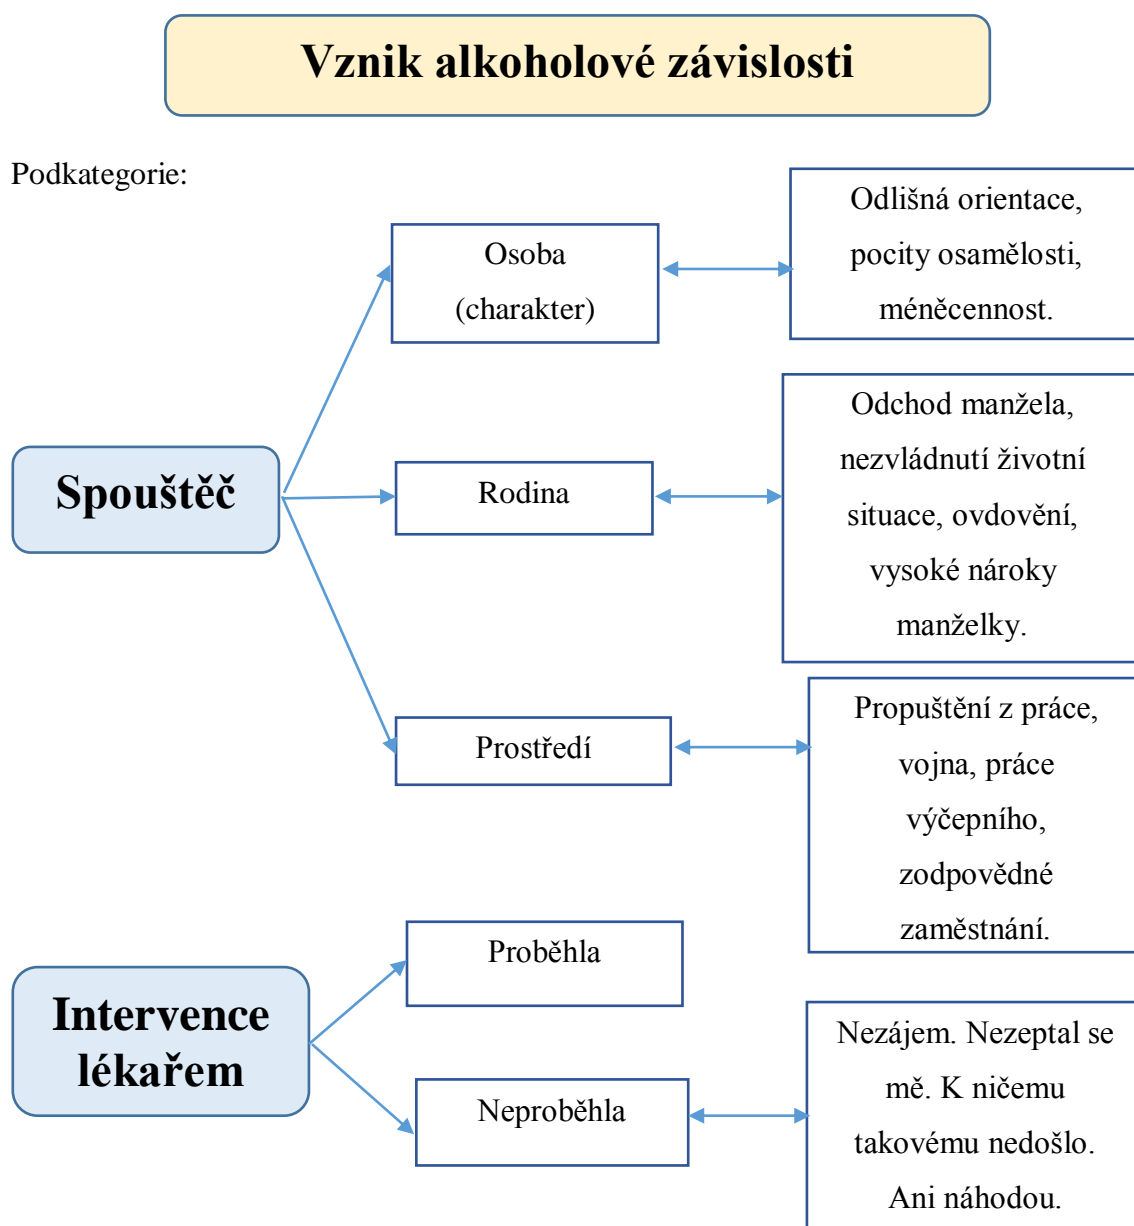 Vznik alkoholové závislosti
Podkategorie:
Spouštěč
Osoba
(charakter)
Odlišná orientace,
pocity osamělosti,
méněcennost.
Rodina
Odchod manžela,
nezvládnutí životní
situace, ovdovění,
vysoké nároky
manželky.
Prostředí
Propuštění z práce,
vojna, práce
výčepního,
zodpovědné
zaměstnání.
Intervence
lékařem
Proběhla
Neproběhla
Nezájem. Nezeptal se
mě. K ničemu
takovému nedošlo.
Ani náhodou.